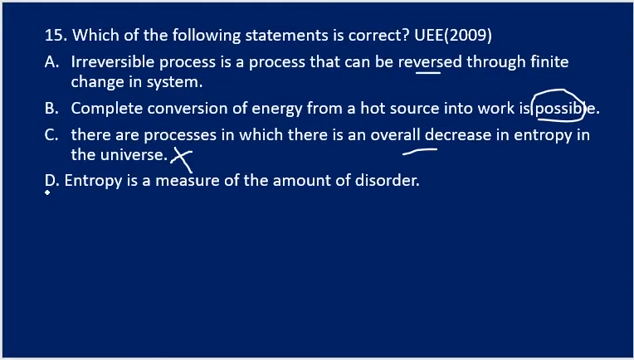 15. Which of the following statements is correct? UEE(2009)
A. Irreversible process is a process that can be reversed through finite
change in system.
B. Complete conversion of energy from a hot source into work is possible.
C. there are processes in which there is an overall decrease in entropy in
the universe.
D. Entropy is a measure of the amount of disorder.